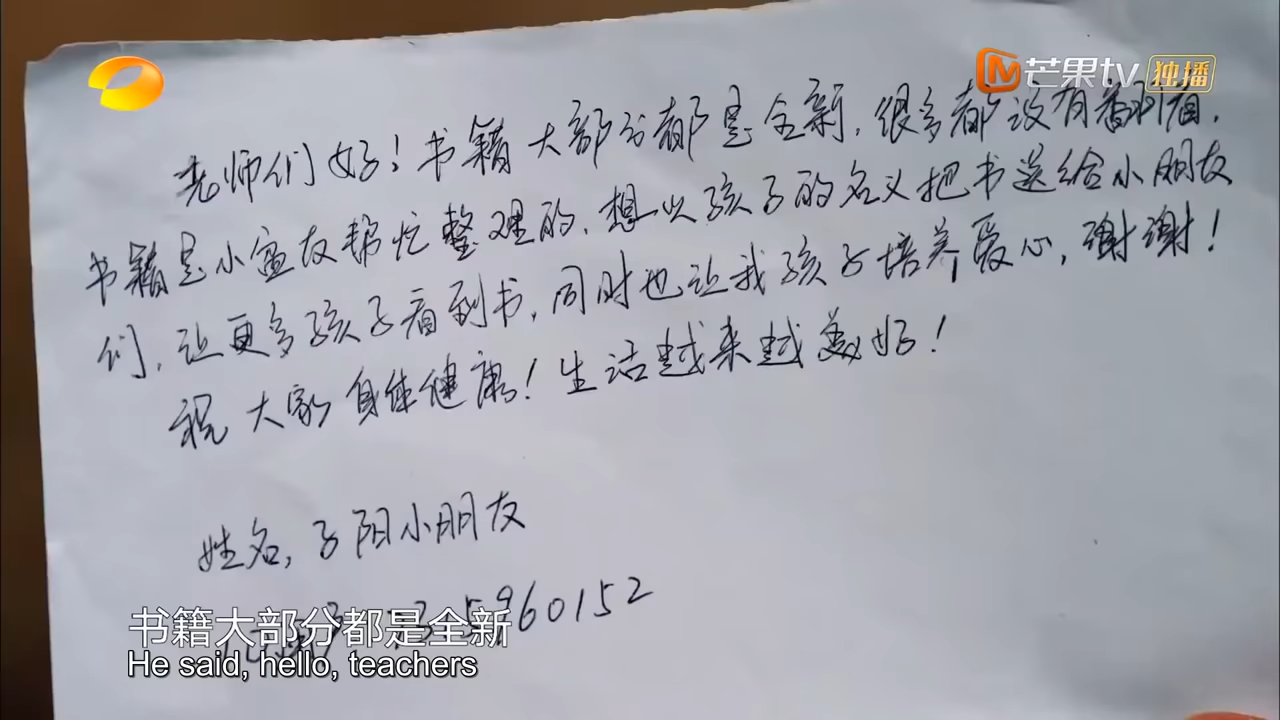 芒果tv 独播
老师们好！书籍大部分都是全新，很多都没有翻看，
书籍是小宝友帮忙整理的，想以孩子的名义把书送给小朋友
们，让更多孩子看到书，同时也让我孩子培养爱心，谢谢！
祝大家身体健康！生活越来越美好！
姓名，子阳小朋友
5960152
书籍大部分都是全新
He said, hello, teachers